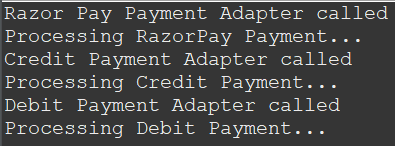 Razor Pay Payment Adapter called
Processing RazorPay Payment...
Credit Payment Adapter called
Processing Credit Payment...
Debit Payment Adapter called
Processing Debit Payment...